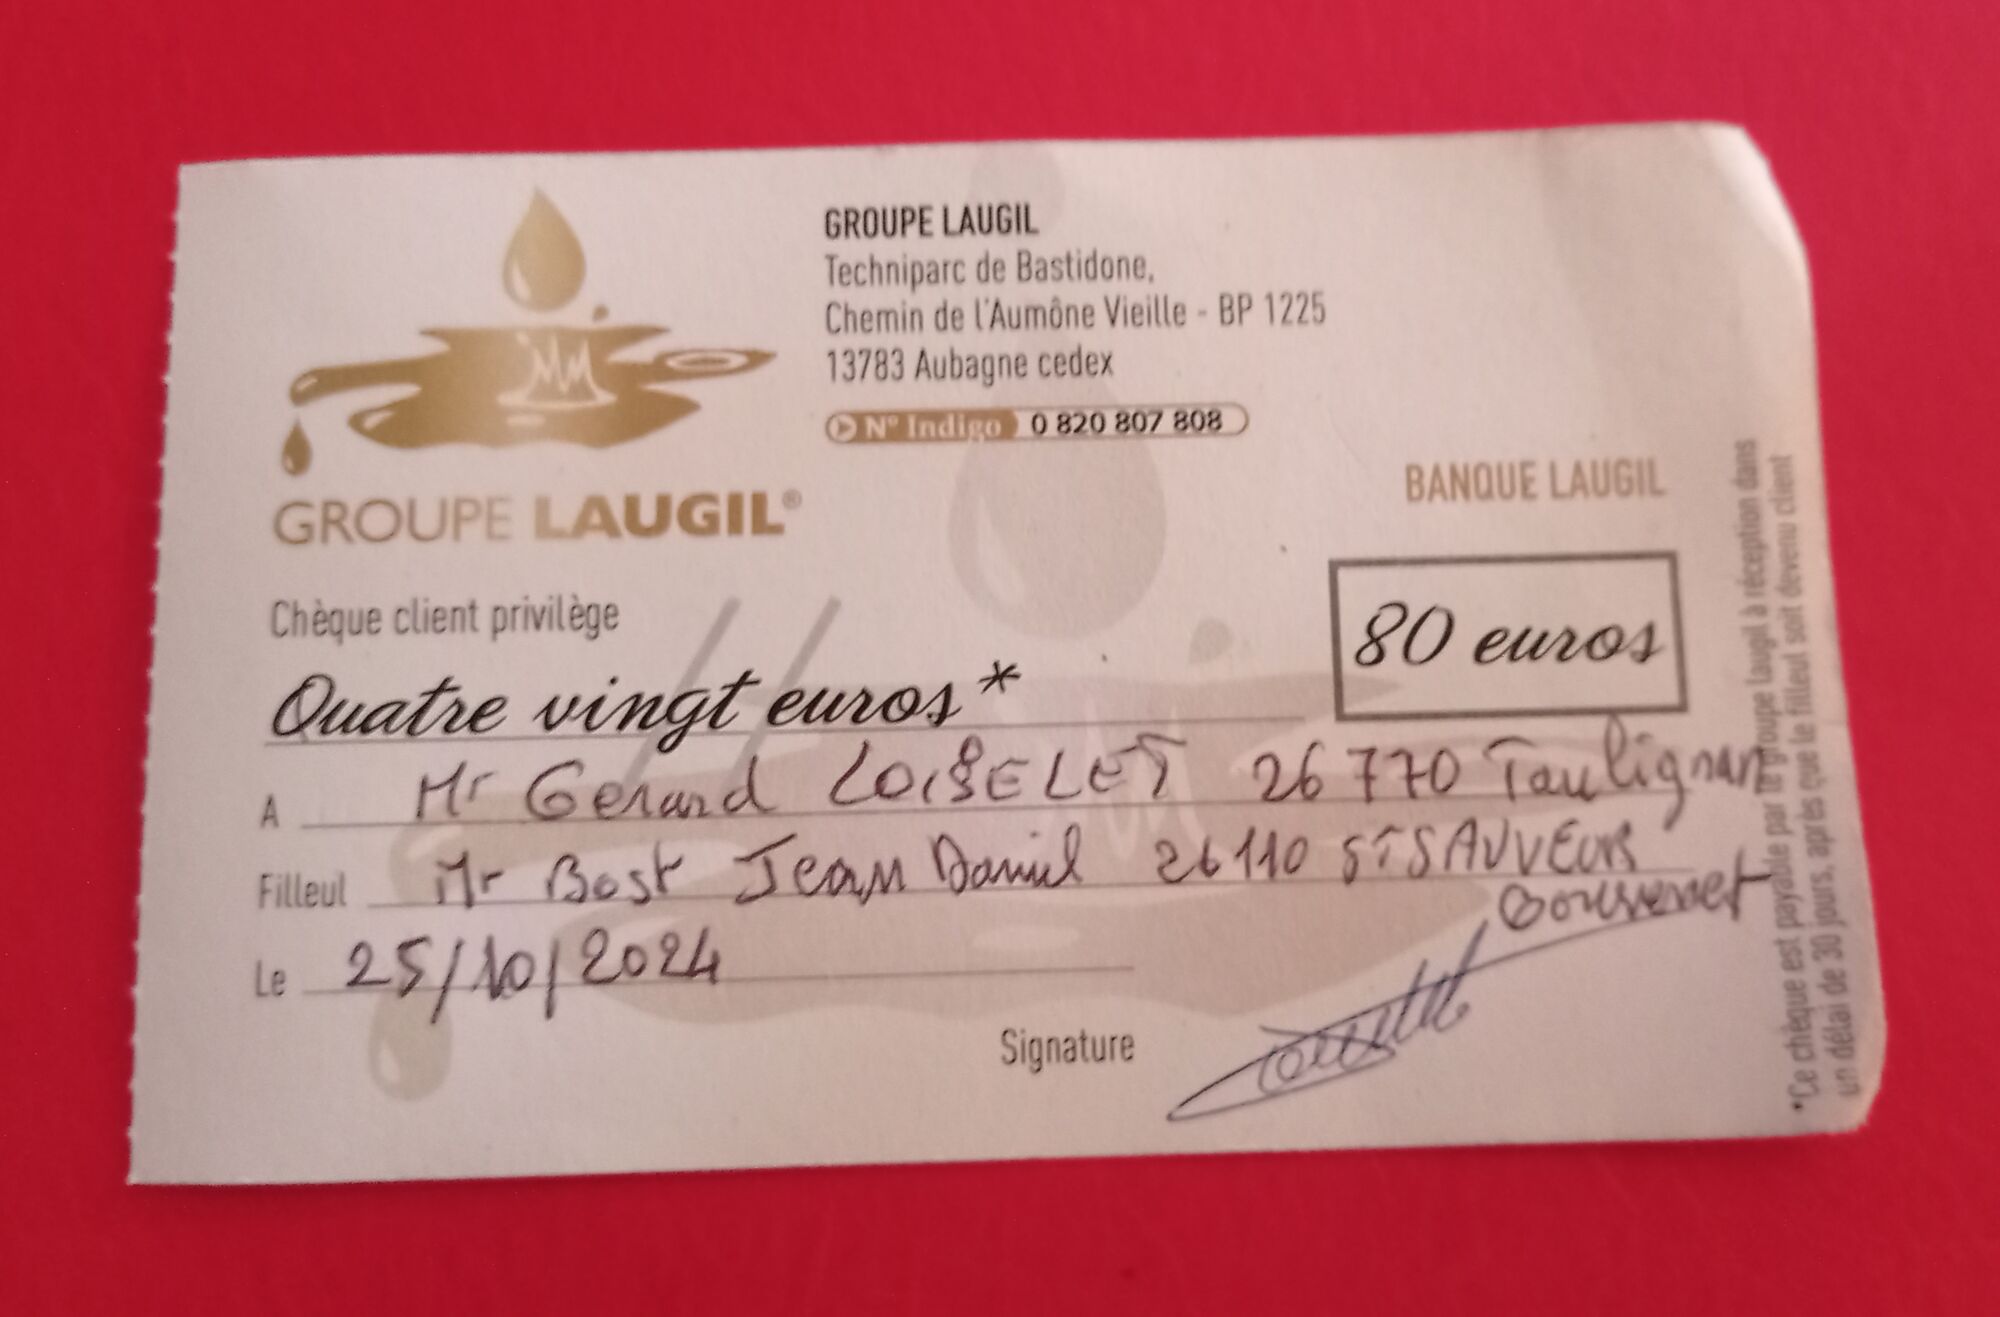 GROUPE LAUGIL
Techniparc de Bastidone,
Chemin de l'Aumône Vieille - BP 1225
13783 Aubagne cedex
N° Indigo 0 820 807 808
GROUPE LAUGIL®
BANQUE LAUGIL
Chèque client privilège
80 euros
Quatre vingt euros*
A Mr Gerard LOISELET 26770 Taulignan
Filleul Mr Bost Jean Daniel 26110 ST SAUVEUR
Gouvernet
Le 25/10/2024
Signature
*Ce chèque est payable par le groupe laugil à réception dans
un délai de 30 jours, après que le filleul soit devenu client